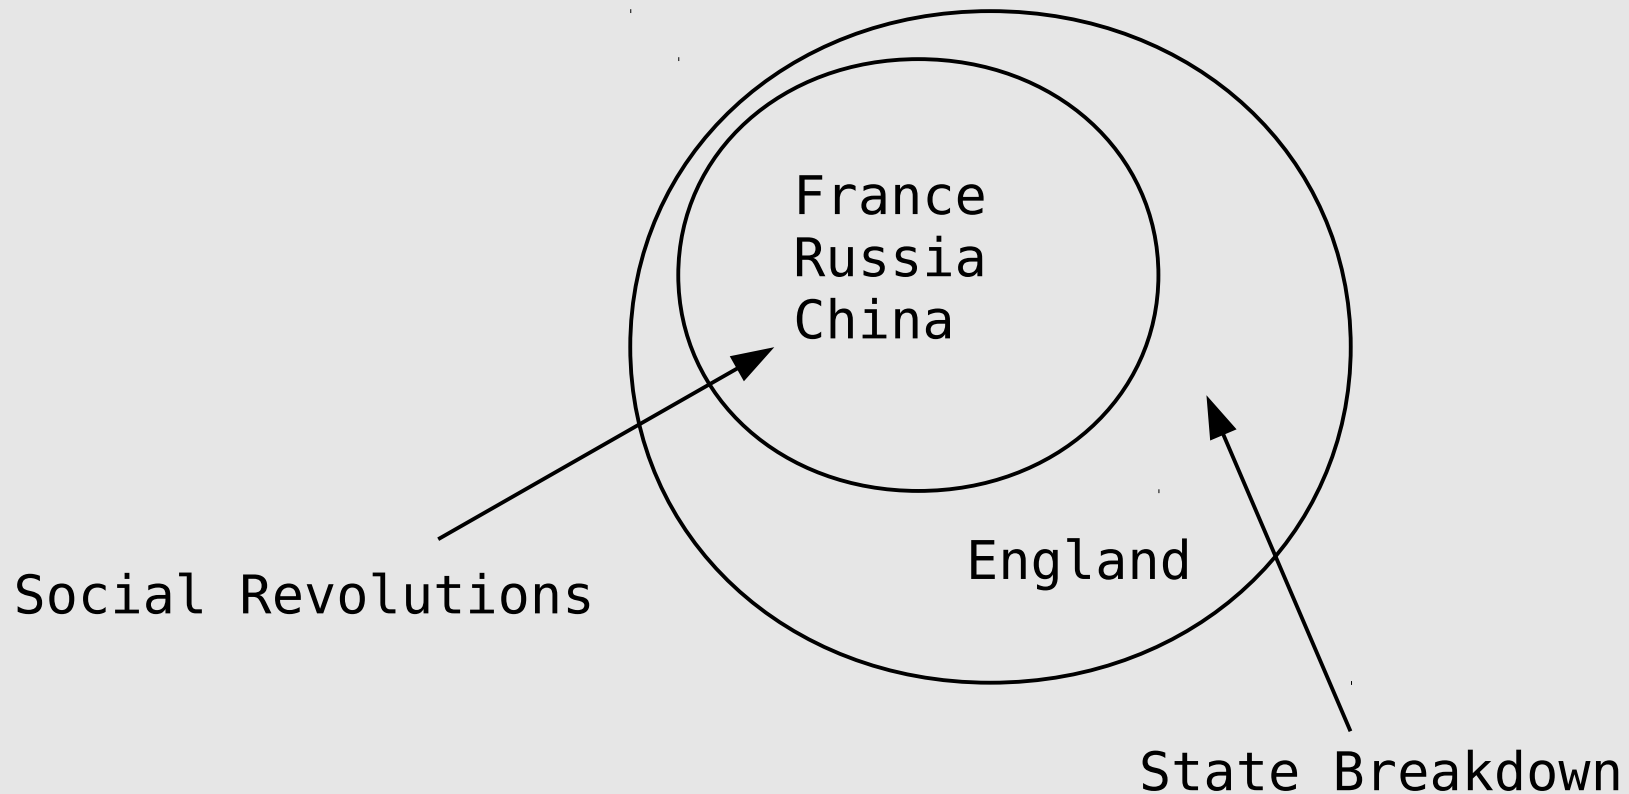 France
Russia
China
England
Social Revolutions
State Breakdown